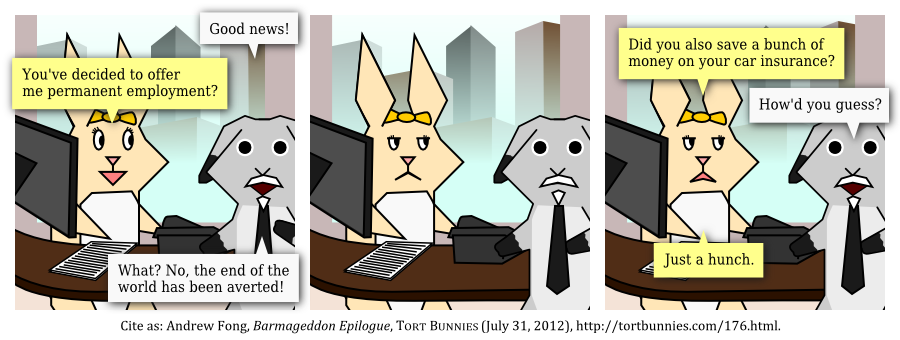 Good news!
You've decided to offer
me permanent employment?
What? No, the end of the
world has been averted!
Did you also save a bunch of
money on your car insurance?
How'd you guess?
Just a hunch.
Cite as: Andrew Fong, Barmageddon Epilogue, TORT BUNNIES (July 31, 2012), http://tortbunnies.com/176.html.